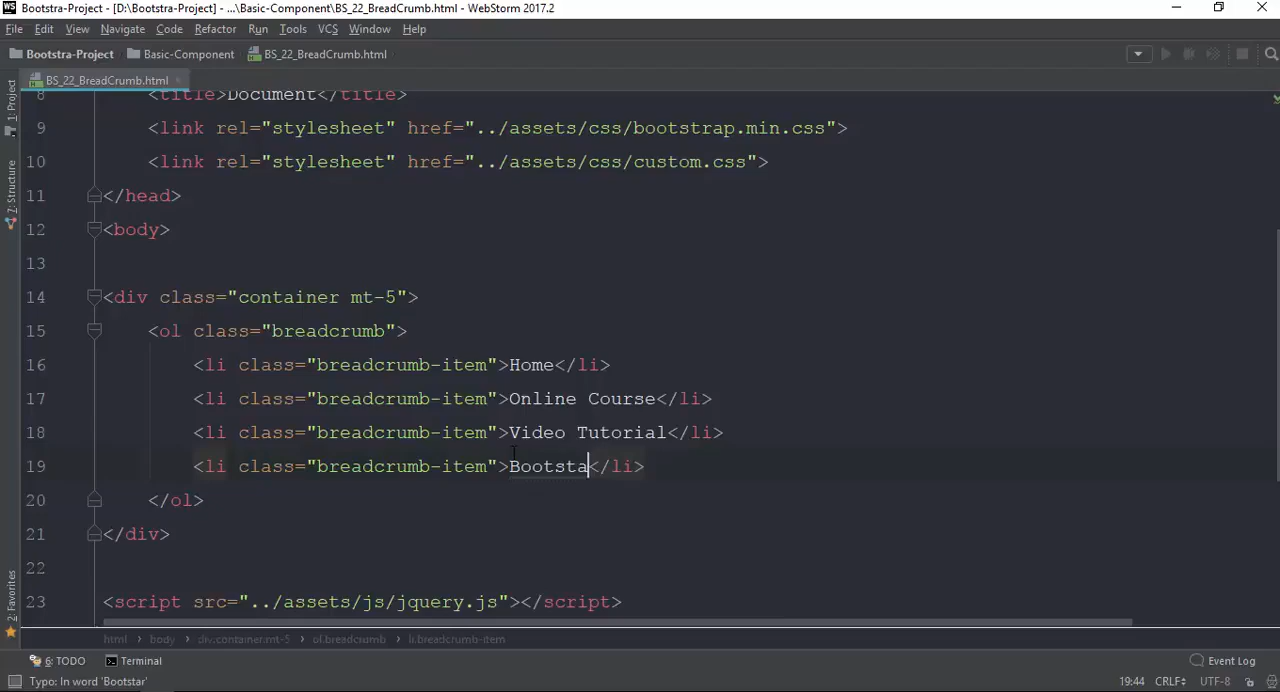 WS Bootstra-Project - [D:\Bootstra-Project] - ...\Basic-Component\BS_22_BreadCrumb.html - WebStorm 2017.2
File Edit View Navigate Code Refactor Run Tools VCS Window Help
Bootstra-Project Basic-Component BS_22_BreadCrumb.html
BS_22_BreadCrumb.html
1: Project
Z: Structure
2: Favorites
8 <title>Document</title>
9 <link rel="stylesheet" href="../assets/css/bootstrap.min.css">
10 <link rel="stylesheet" href="../assets/css/custom.css">
11 </head>
12 <body>
13
14 <div class="container mt-5">
15 <ol class="breadcrumb">
16 <li class="breadcrumb-item">Home</li>
17 <li class="breadcrumb-item">Online Course</li>
18 <li class="breadcrumb-item">Video Tutorial</li>
19 <li class="breadcrumb-item">Bootsta</li>
20 </ol>
21 </div>
22
23 <script src="../assets/js/jquery.js"></script>
html › body › div.container.mt-5 › ol.breadcrumb › li.breadcrumb-item
6: TODO Terminal Event Log
Typo: In word 'Bootstar' 19:44 CRLF UTF-8